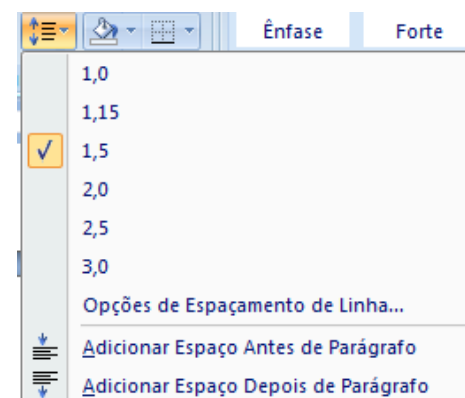 Ênfase Forte
1,0
1,15
1,5
2,0
2,5
3,0
Opções de Espaçamento de Linha...
Adicionar Espaço Antes de Parágrafo
Adicionar Espaço Depois de Parágrafo